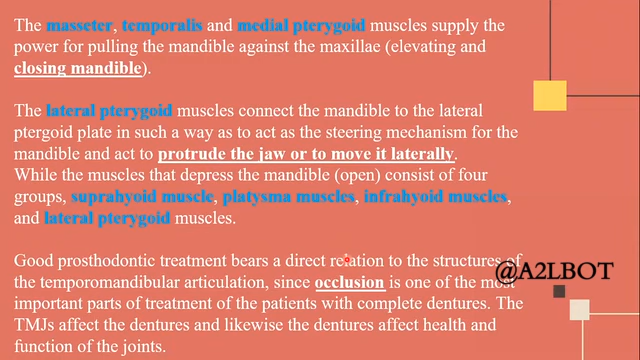 The masseter, temporalis and medial pterygoid muscles supply the
power for pulling the mandible against the maxillae (elevating and
closing mandible).
The lateral pterygoid muscles connect the mandible to the lateral
ptergoid plate in such a way as to act as the steering mechanism for the
mandible and act to protrude the jaw or to move it laterally.
While the muscles that depress the mandible (open) consist of four
groups, suprahyoid muscle, platysma muscles, infrahyoid muscles,
and lateral pterygoid muscles.
Good prosthodontic treatment bears a direct relation to the structures of
the temporomandibular articulation, since occlusion is one of the most
important parts of treatment of the patients with complete dentures. The
TMJs affect the dentures and likewise the dentures affect health and
function of the joints.
@A2LBOT